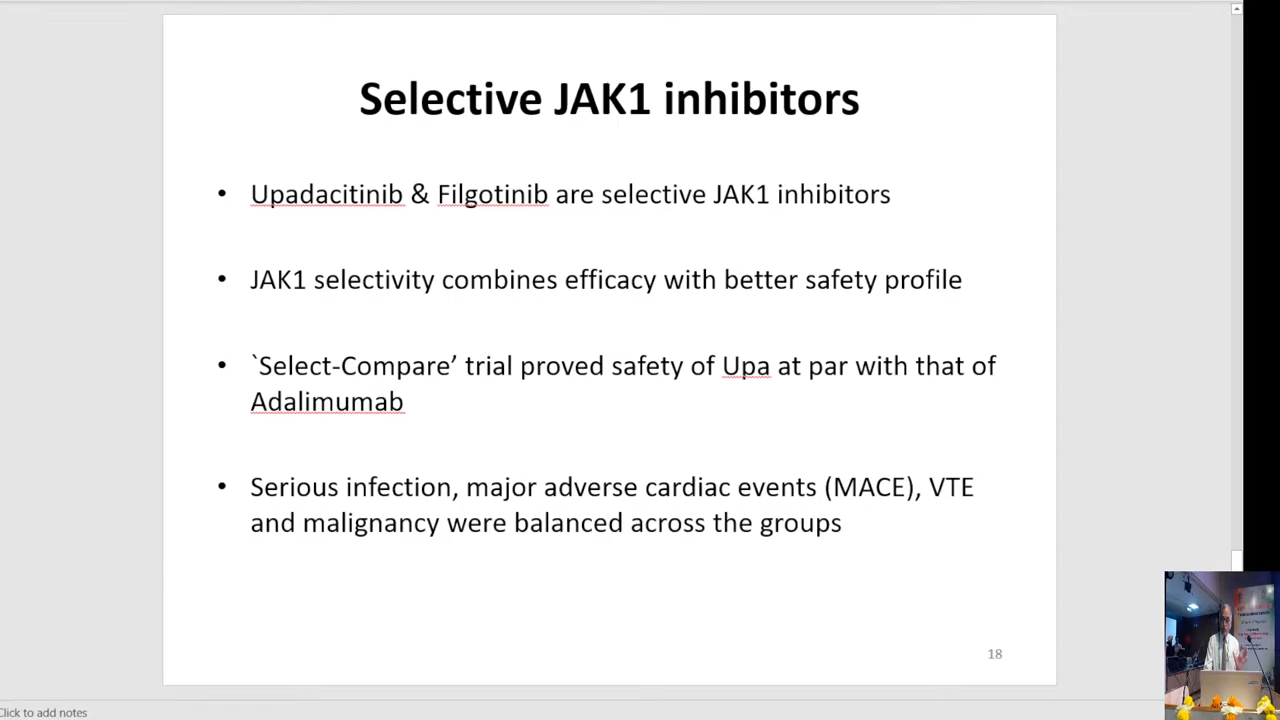 Selective JAK1 inhibitors
• Upadacitinib & Filgotinib are selective JAK1 inhibitors
• JAK1 selectivity combines efficacy with better safety profile
• `Select-Compare’ trial proved safety of Upa at par with that of
Adalimumab
• Serious infection, major adverse cardiac events (MACE), VTE
and malignancy were balanced across the groups
18
Click to add notes